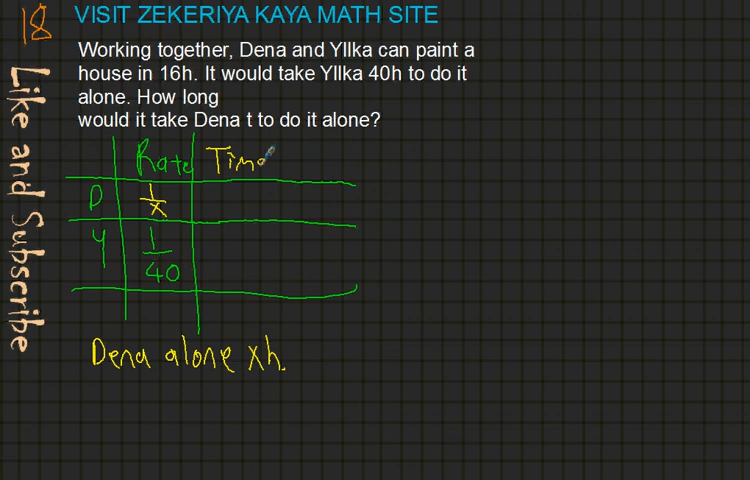 18
VISIT ZEKERIYA KAYA MATH SITE
Working together, Dena and Yllka can paint a
house in 16h. It would take Yllka 40h to do it
alone. How long
would it take Dena t to do it alone?
Like and Subscribe
Rate Time
D 1/x
Y 1/40
Dena alone xh.